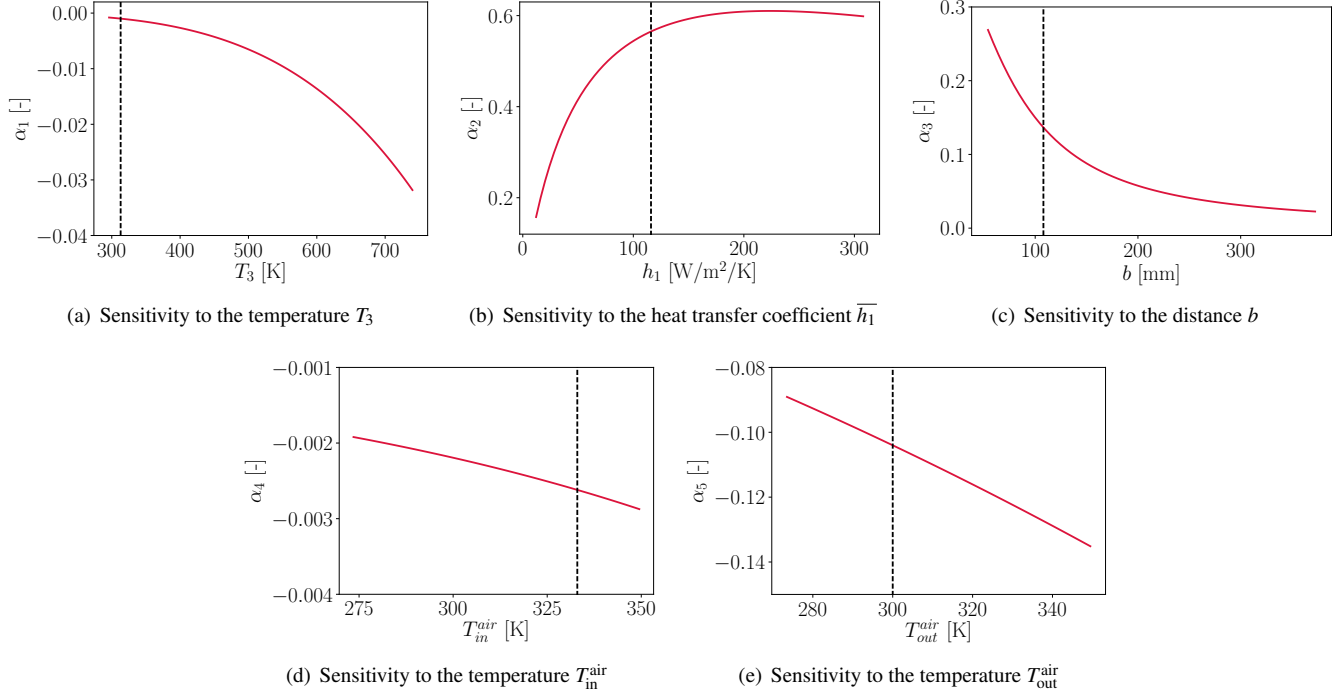 0.00
−0.01
−0.02
−0.03
−0.04
α1 [-]
300 400 500 600 700
T3 [K]
0.6
0.4
0.2
α2 [-]
0 100 200 300
h1 [W/m²/K]
0.3
0.2
0.1
0.0
α3 [-]
100 200 300
b [mm]
(a) Sensitivity to the temperature T3
(b) Sensitivity to the heat transfer coefficient h̅1
(c) Sensitivity to the distance b
−0.001
−0.002
−0.003
−0.004
α4 [-]
275 300 325 350
T_in^air [K]
−0.08
−0.10
−0.12
−0.14
α5 [-]
280 300 320 340
T_out^air [K]
(d) Sensitivity to the temperature T_in^air
(e) Sensitivity to the temperature T_out^air